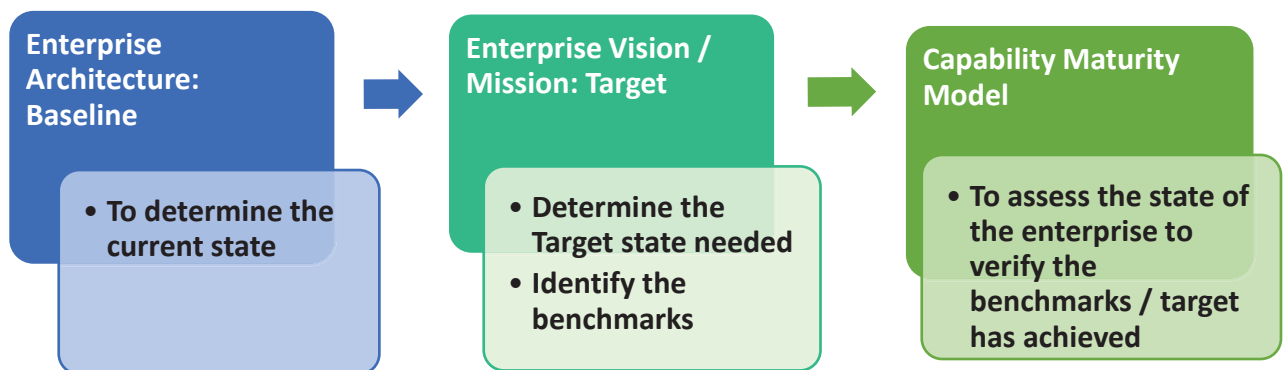 Enterprise
Architecture:
Baseline
• To determine the
current state
Enterprise Vision /
Mission: Target
• Determine the
Target state needed
• Identify the
benchmarks
Capability Maturity
Model
• To assess the state of
the enterprise to
verify the
benchmarks / target
has achieved